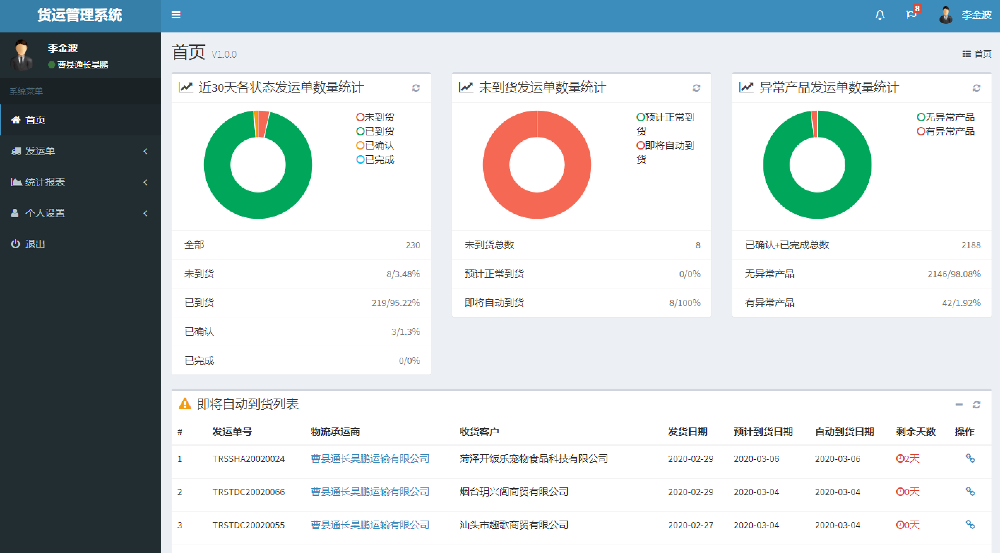 货运管理系统
8
李金波
李金波
曹县通长昊鹏
系统菜单
首页
发运单
统计报表
个人设置
退出
首页 V1.0.0
首页
近30天各状态发运单数量统计
未到货
已到货
已确认
已完成
全部 230
未到货 8/3.48%
已到货 219/95.22%
已确认 3/1.3%
已完成 0/0%
未到货发运单数量统计
预计正常到
货
即将自动到
货
未到货总数 8
预计正常到货 0/0%
即将自动到货 8/100%
异常产品发运单数量统计
无异常产品
有异常产品
已确认+已完成总数 2188
无异常产品 2146/98.08%
有异常产品 42/1.92%
即将自动到货列表
# 发运单号 物流承运商 收货客户 发货日期 预计到货日期 自动到货日期 剩余天数 操作
1 TRSSHA20020024 曹县通长昊鹏运输有限公司 菏泽开饭乐宠物食品科技有限公司 2020-02-29 2020-03-06 2020-03-06 2天
2 TRSTDC20020066 曹县通长昊鹏运输有限公司 烟台玥兴阁商贸有限公司 2020-02-29 2020-03-04 2020-03-04 0天
3 TRSTDC20020055 曹县通长昊鹏运输有限公司 汕头市趣歌商贸有限公司 2020-02-27 2020-03-04 2020-03-04 0天